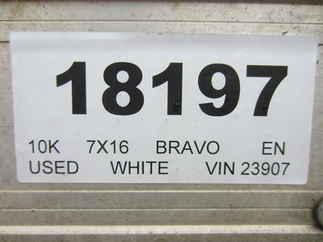 18197
10K 7X16 BRAVO EN
USED WHITE VIN 23907